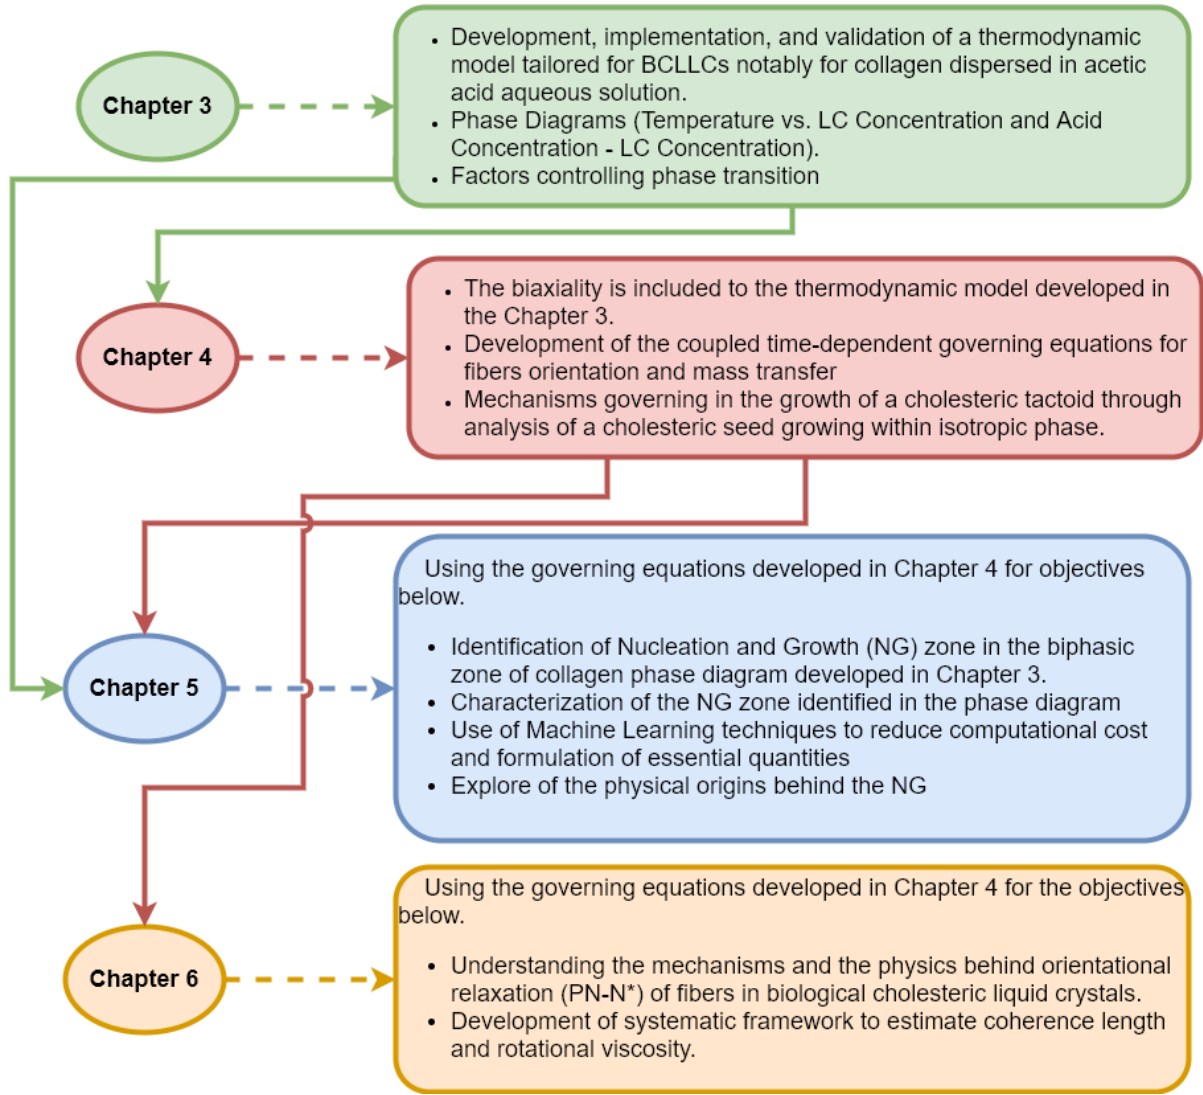 Chapter 3
• Development, implementation, and validation of a thermodynamic
model tailored for BCLLCs notably for collagen dispersed in acetic
acid aqueous solution.
• Phase Diagrams (Temperature vs. LC Concentration and Acid
Concentration - LC Concentration).
• Factors controlling phase transition
Chapter 4
• The biaxiality is included to the thermodynamic model developed in
the Chapter 3.
• Development of the coupled time-dependent governing equations for
fibers orientation and mass transfer
• Mechanisms governing in the growth of a cholesteric tactoid through
analysis of a cholesteric seed growing within isotropic phase.
Chapter 5
Using the governing equations developed in Chapter 4 for objectives
below.
• Identification of Nucleation and Growth (NG) zone in the biphasic
zone of collagen phase diagram developed in Chapter 3.
• Characterization of the NG zone identified in the phase diagram
• Use of Machine Learning techniques to reduce computational cost
and formulation of essential quantities
• Explore of the physical origins behind the NG
Chapter 6
Using the governing equations developed in Chapter 4 for the objectives
below.
• Understanding the mechanisms and the physics behind orientational
relaxation (PN-N*) of fibers in biological cholesteric liquid crystals.
• Development of systematic framework to estimate coherence length
and rotational viscosity.